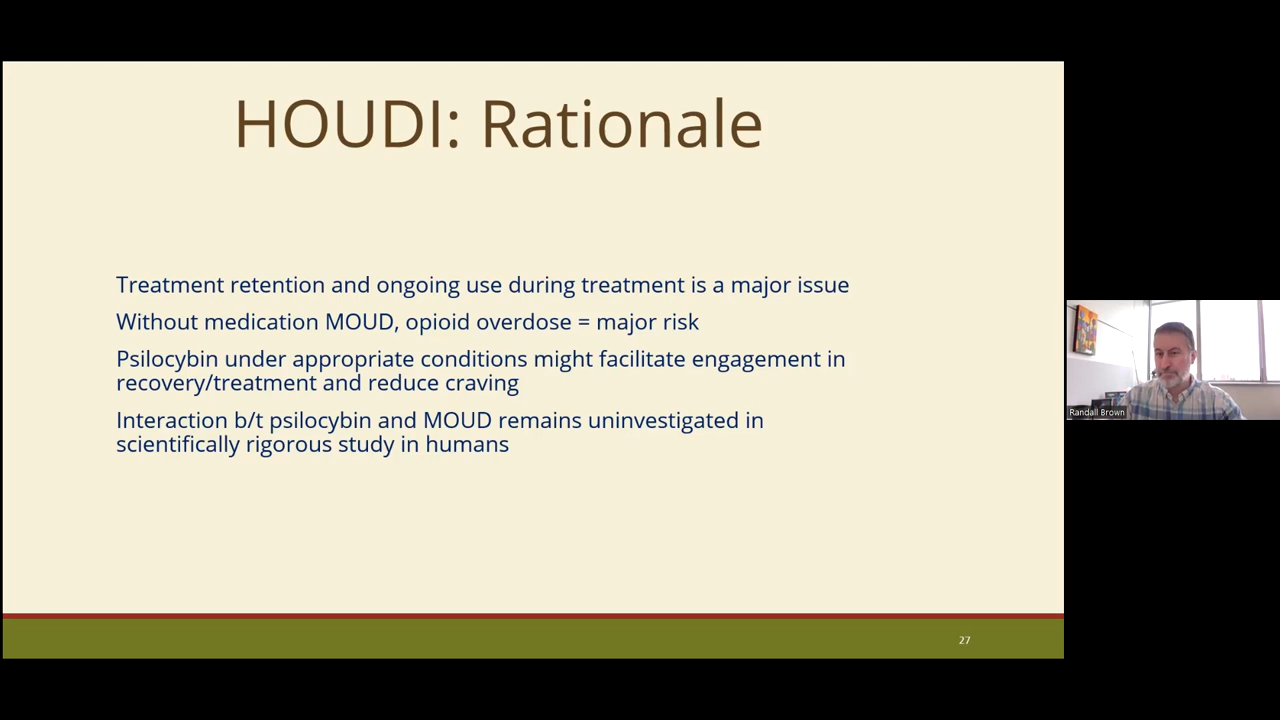 HOUDI: Rationale
Treatment retention and ongoing use during treatment is a major issue
Without medication MOUD, opioid overdose = major risk
Psilocybin under appropriate conditions might facilitate engagement in
recovery/treatment and reduce craving
Interaction b/t psilocybin and MOUD remains uninvestigated in
scientifically rigorous study in humans
27
Randall Brown